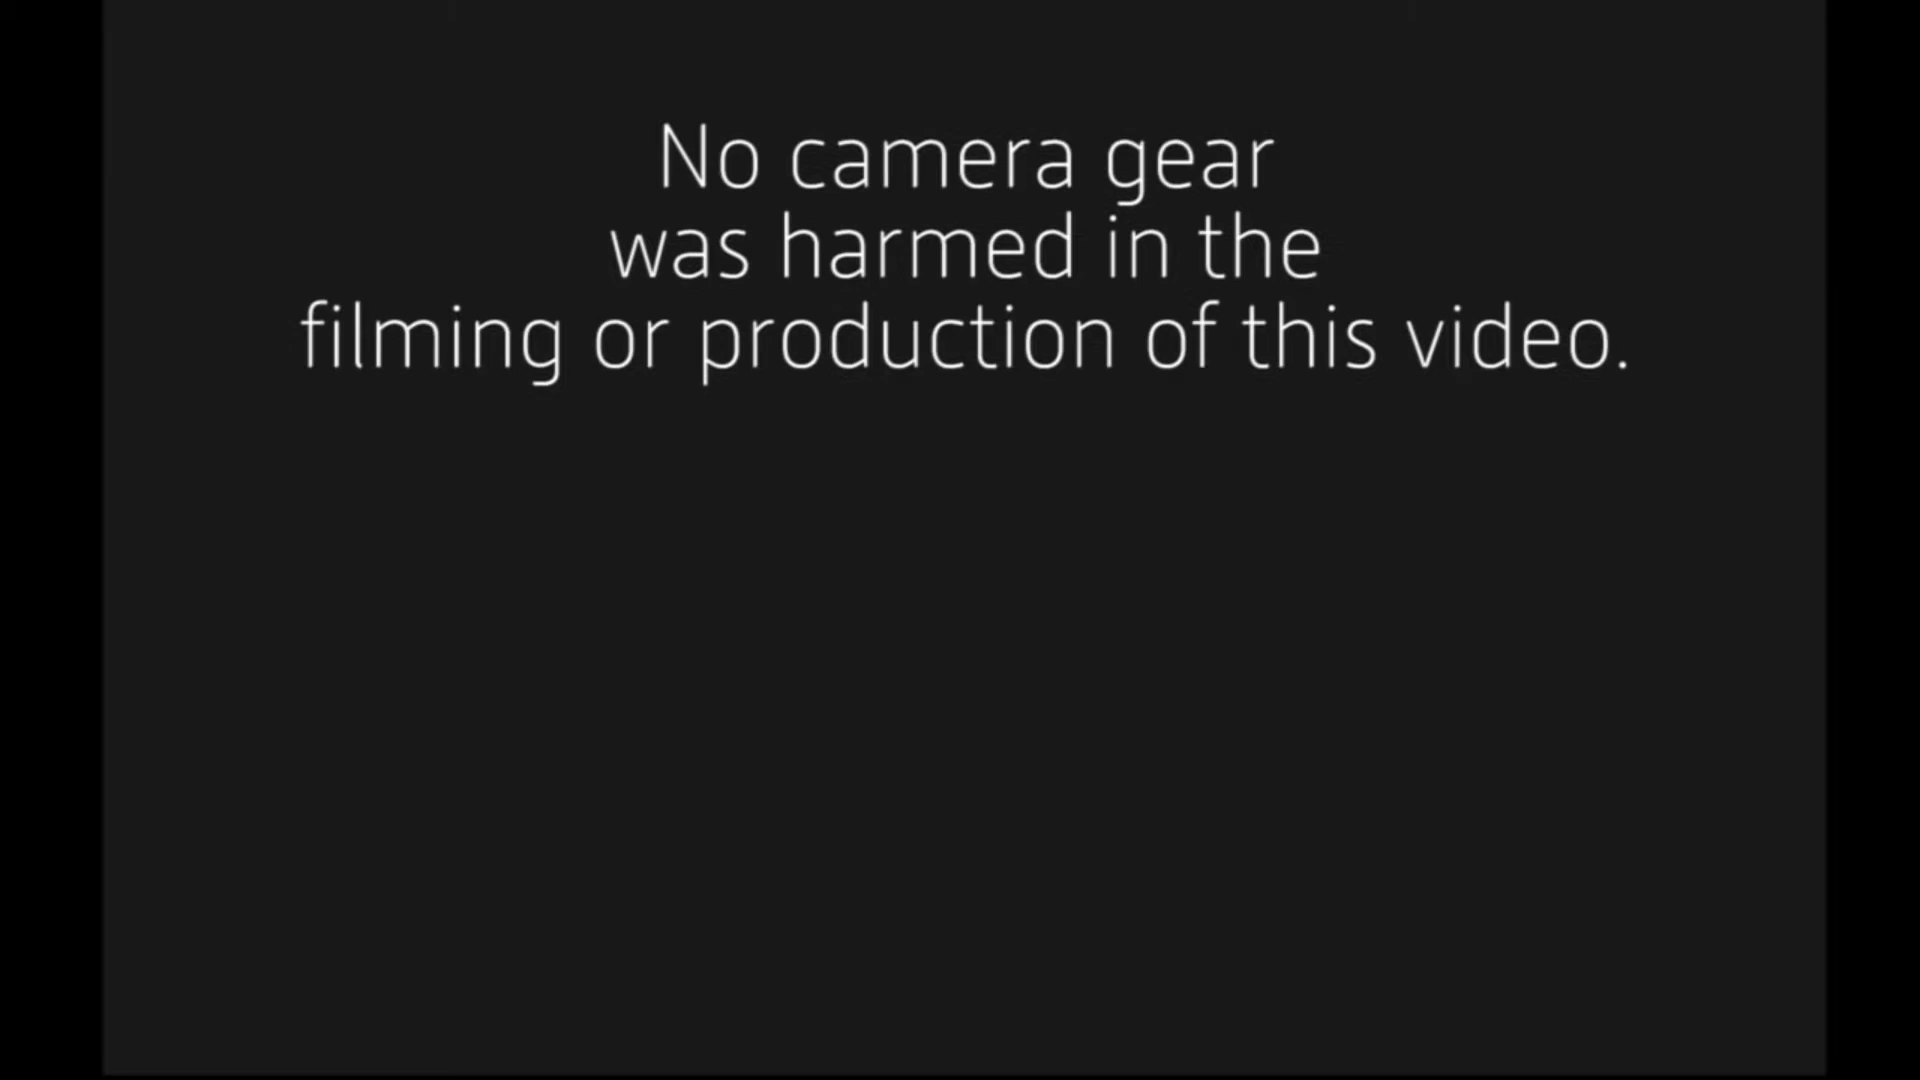 No camera gear
was harmed in the
filming or production of this video.